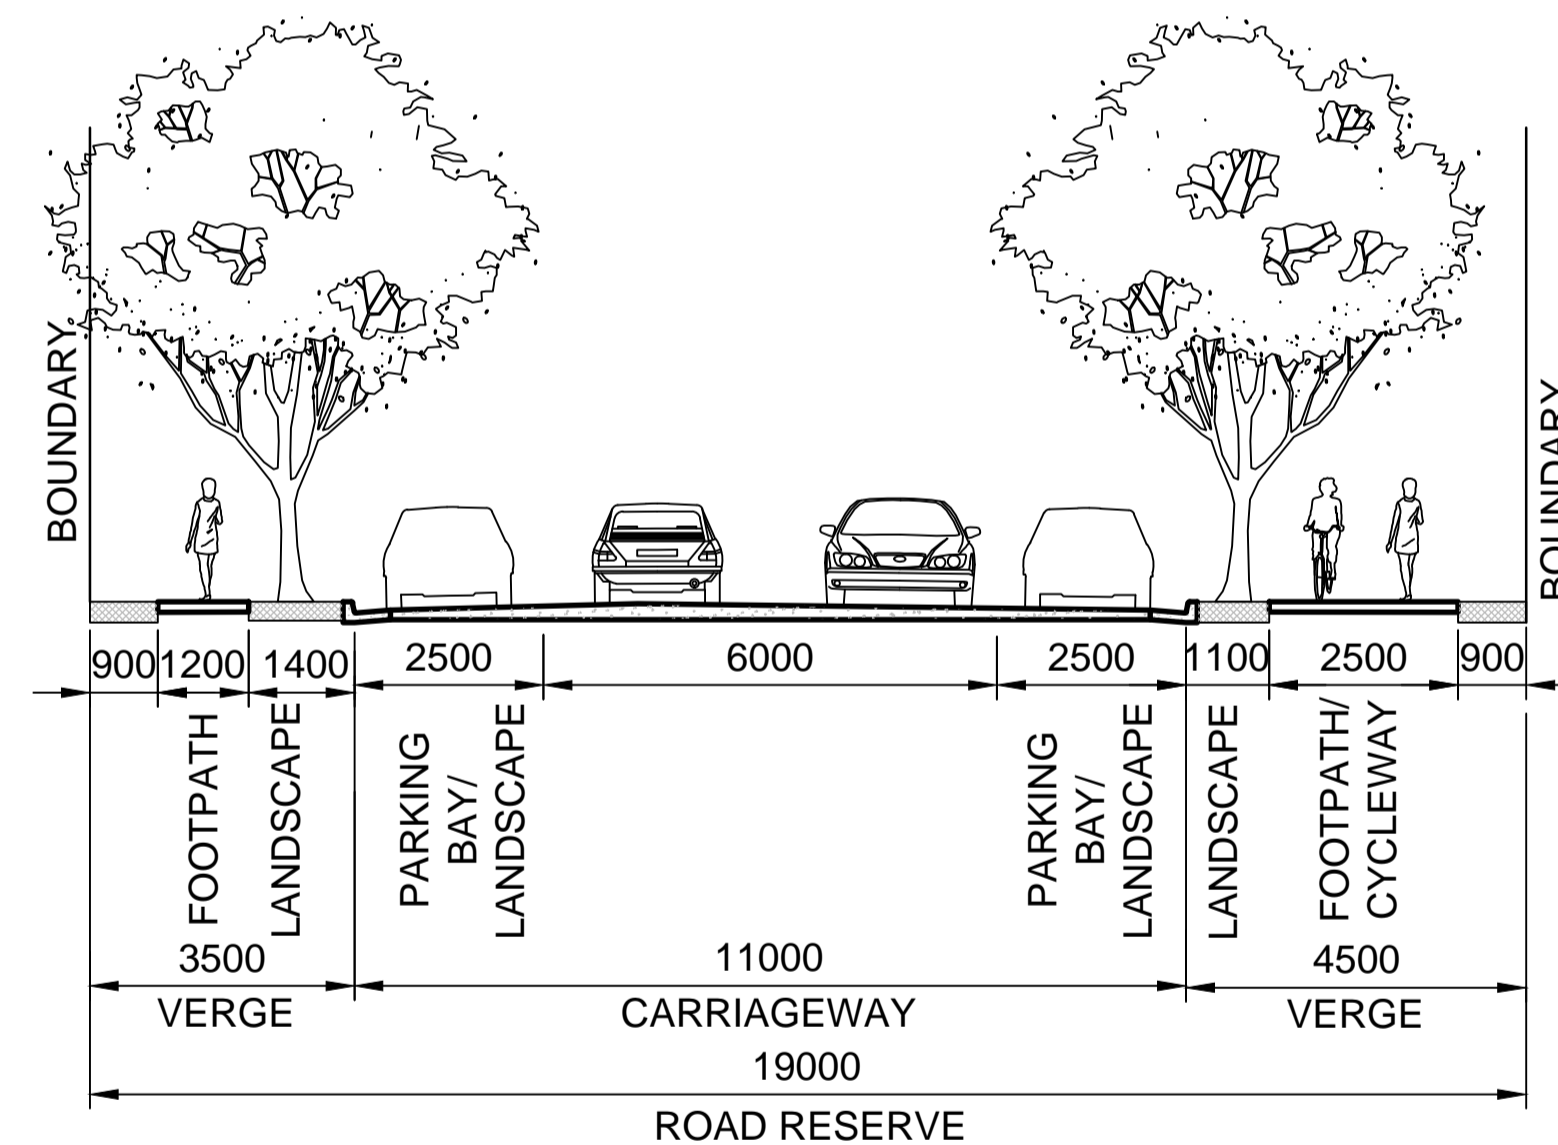 BOUNDARY
BOUNDARY
900 1200 1400 2500 6000 2500 1100 2500 900
FOOTPATH
LANDSCAPE
PARKING
BAY/
LANDSCAPE
PARKING
BAY/
LANDSCAPE
LANDSCAPE
FOOTPATH/
CYCLEWAY
3500 11000 4500
VERGE CARRIAGEWAY VERGE
19000
ROAD RESERVE